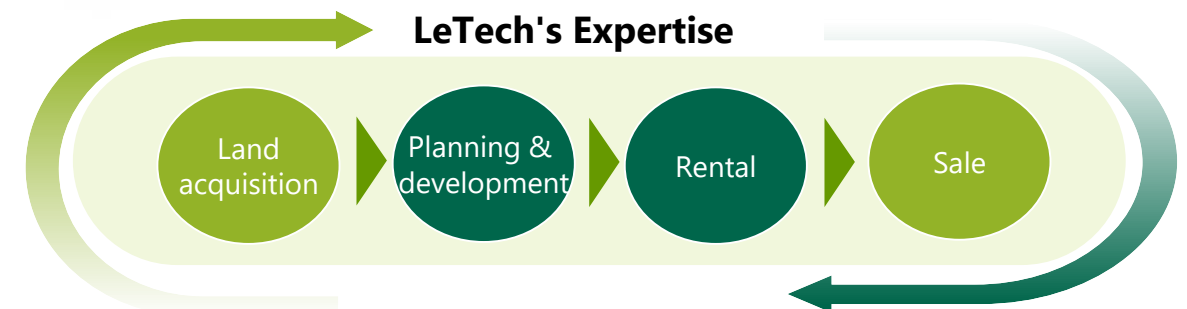 LeTech's Expertise
Land
acquisition
Planning &
development
Rental
Sale